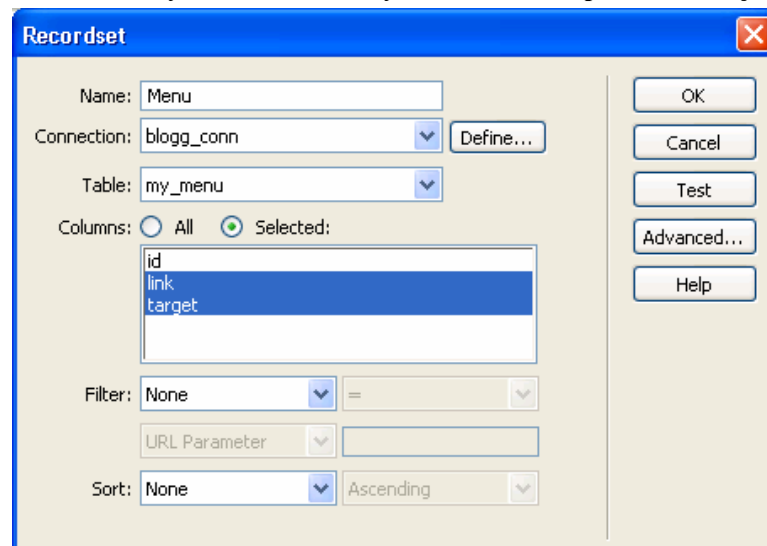 Recordset
Name: Menu
OK
Connection: blogg_conn Define...
Cancel
Table: my_menu
Test
Columns: All Selected:
Advanced...
id
link
target
Help
Filter: None =
URL Parameter
Sort: None Ascending